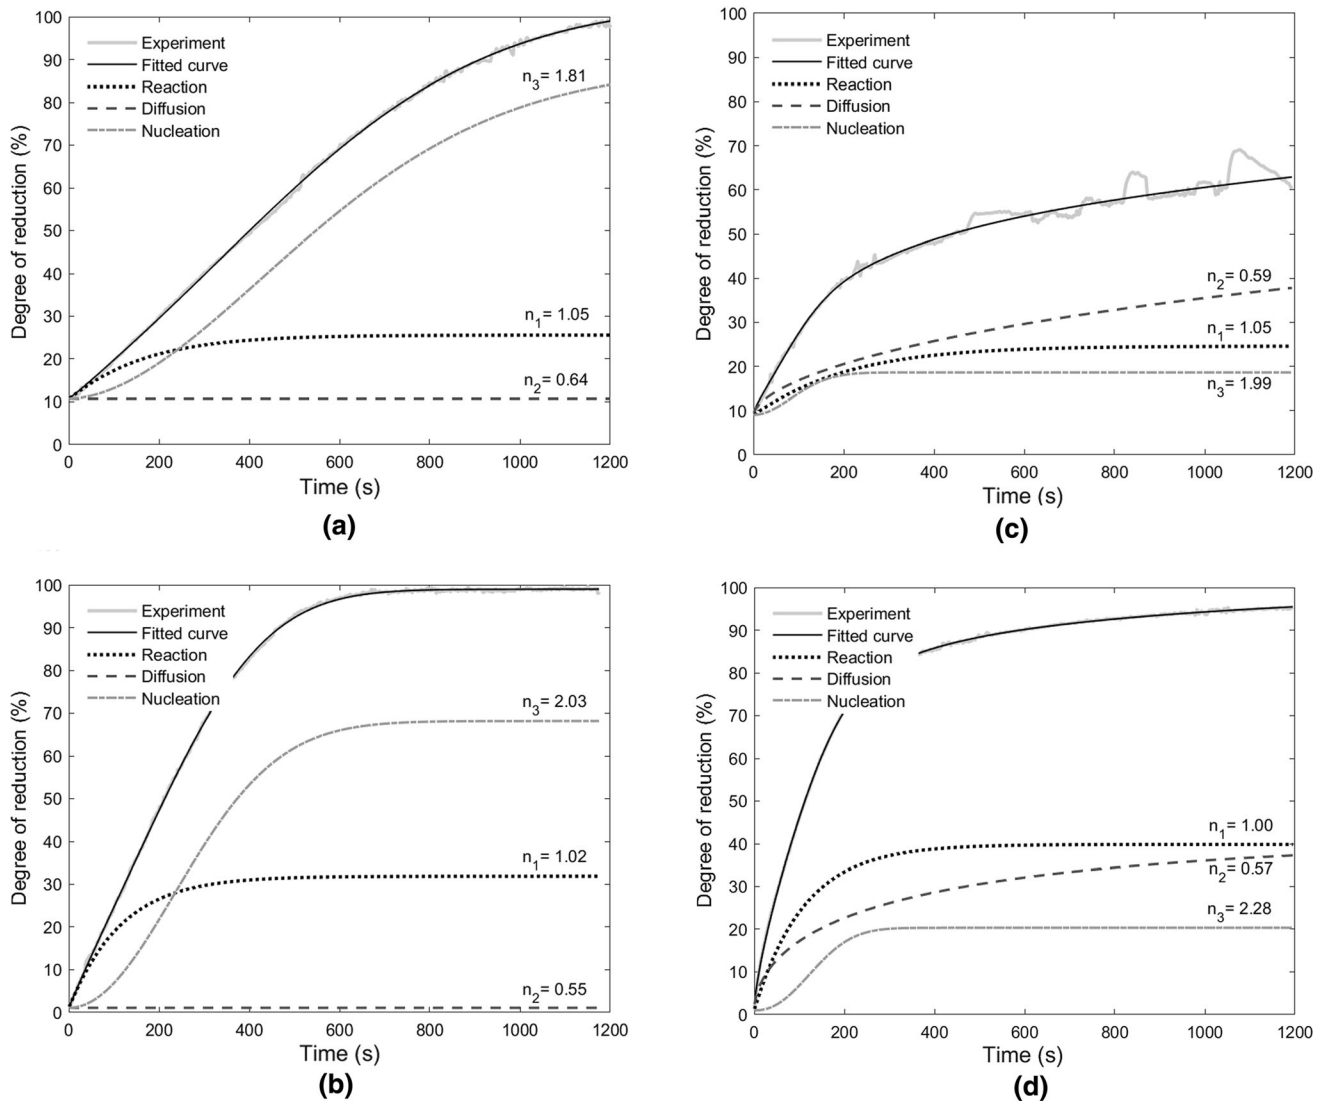 100
90
80
70
60
50
40
30
20
10
0
Degree of reduction (%)
Experiment
Fitted curve
Reaction
Diffusion
Nucleation
n3= 1.81
n1= 1.05
n2= 0.64
0 200 400 600 800 1000 1200
Time (s)
(a)
100
90
80
70
60
50
40
30
20
10
0
Degree of reduction (%)
Experiment
Fitted curve
Reaction
Diffusion
Nucleation
n2= 0.59
n1= 1.05
n3= 1.99
0 200 400 600 800 1000 1200
Time (s)
(c)
100
90
80
70
60
50
40
30
20
10
0
Degree of reduction (%)
Experiment
Fitted curve
Reaction
Diffusion
Nucleation
n3= 2.03
n1= 1.02
n2= 0.55
0 200 400 600 800 1000 1200
Time (s)
(b)
100
90
80
70
60
50
40
30
20
10
0
Degree of reduction (%)
Experiment
Fitted curve
Reaction
Diffusion
Nucleation
n1= 1.00
n2= 0.57
n3= 2.28
0 200 400 600 800 1000 1200
Time (s)
(d)